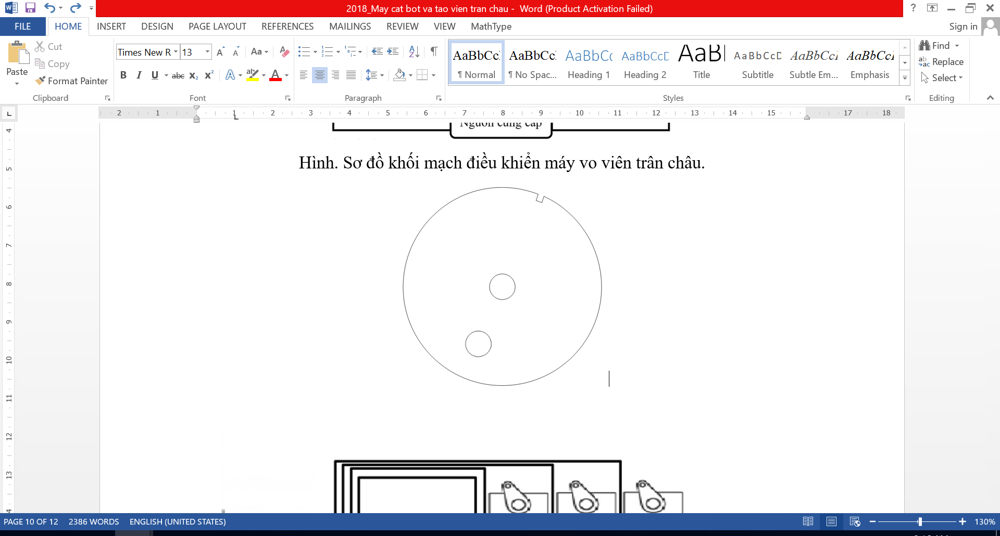 2018_May cat bot va tao vien tran chau - Word (Product Activation Failed)
?
FILE HOME INSERT DESIGN PAGE LAYOUT REFERENCES MAILINGS REVIEW VIEW MathType Sign in
Paste
Cut
Copy
Format Painter
Clipboard
Times New R 13
Aa
B I U abc X₂ X²
A
Font
Paragraph
AaBbCc AaBbCc AaBbCc AaBbCcD AaB AaBbCcD AaBbCcI AaBbCcI
¶ Normal ¶ No Spac... Heading 1 Heading 2 Title Subtitle Subtle Em... Emphasis
Styles
Find
Replace
Select
Editing
2 1 1 2 3 4 5 6 7 8 9 10 11 12 13 14 15 17 18
4
5
6
7
8
9
10
11
12
13
Nguồn cung cấp
Hình. Sơ đồ khối mạch điều khiển máy vo viên trân châu.
PAGE 10 OF 12 2386 WORDS ENGLISH (UNITED STATES) 130%